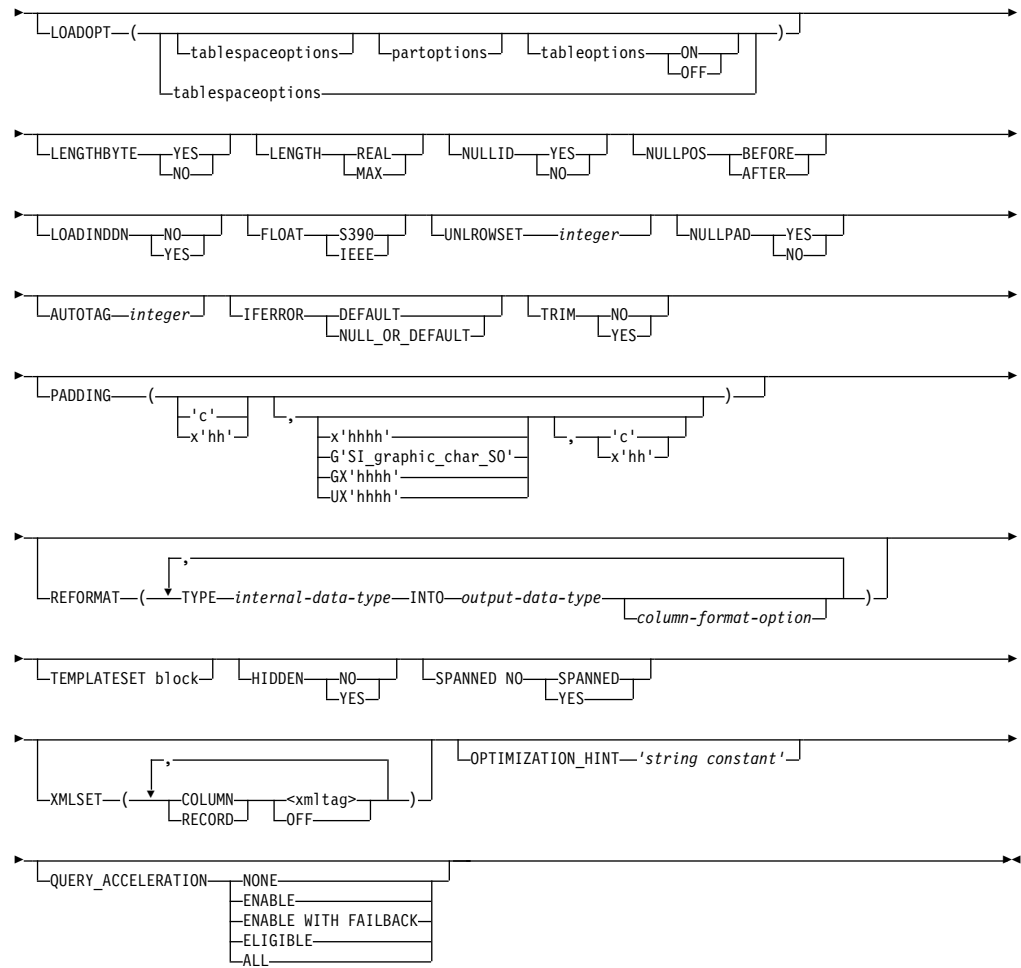 LOADOPT ( )
tablespaceoptions partoptions tableoptions ON
OFF
tablespaceoptions
LENGTHBYTE YES LENGTH REAL NULLID YES NULLPOS BEFORE
NO MAX NO AFTER
LOADINDDN NO FLOAT S390 UNLROWSET integer NULLPAD YES
YES IEEE NO
AUTOTAG integer IFERROR DEFAULT TRIM NO
NULL_OR_DEFAULT YES
PADDING ( )
'c' ,
x'hh' x'hhhh' , 'c'
G'SI_graphic_char_SO' x'hh'
GX'hhhh'
UX'hhhh'
,
REFORMAT ( TYPE internal-data-type INTO output-data-type )
column-format-option
TEMPLATESET block HIDDEN NO SPANNED NO SPANNED
YES YES
, OPTIMIZATION_HINT 'string constant'
XMLSET ( COLUMN <xmltag> )
RECORD OFF
QUERY_ACCELERATION NONE
ENABLE
ENABLE WITH FAILBACK
ELIGIBLE
ALL